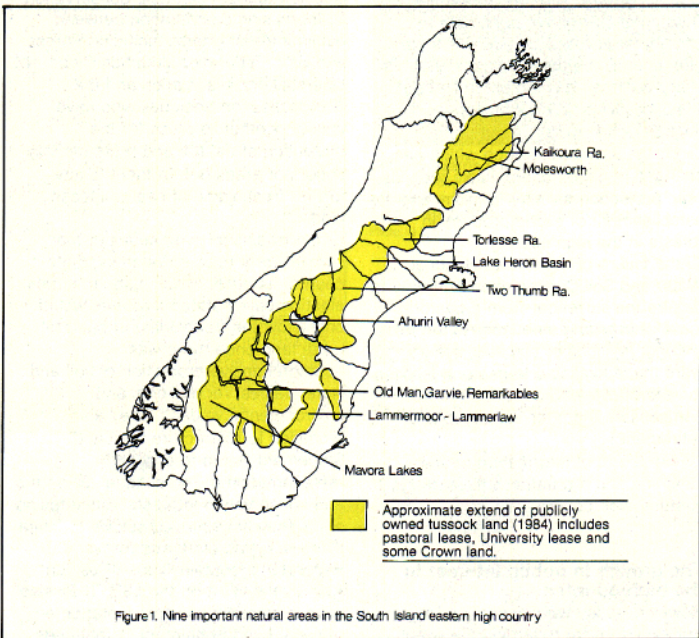 Kaikoura Ra.
Molesworth
Torlesse Ra.
Lake Heron Basin
Two Thumb Ra.
Ahuriri Valley
Old Man,Garvie, Remarkables
Lammermoor - Lammerlaw
Mavora Lakes
Approximate extend of publicly
owned tussock land (1984) includes
pastoral lease, University lease and
some Crown land.
Figure 1. Nine important natural areas in the South Island eastern high country